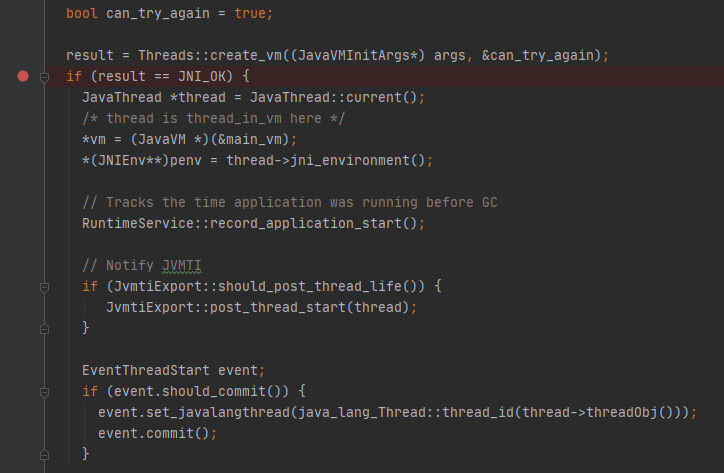 bool can_try_again = true;
result = Threads::create_vm((JavaVMInitArgs*) args, &can_try_again);
if (result == JNI_OK) {
JavaThread *thread = JavaThread::current();
/* thread is thread_in_vm here */
*vm = (JavaVM *)(&main_vm);
*(JNIEnv**)penv = thread->jni_environment();
// Tracks the time application was running before GC
RuntimeService::record_application_start();
// Notify JVMTI
if (JvmtiExport::should_post_thread_life()) {
JvmtiExport::post_thread_start(thread);
}
EventThreadStart event;
if (event.should_commit()) {
event.set_javalangthread(java_lang_Thread::thread_id(thread->threadObj()));
event.commit();
}